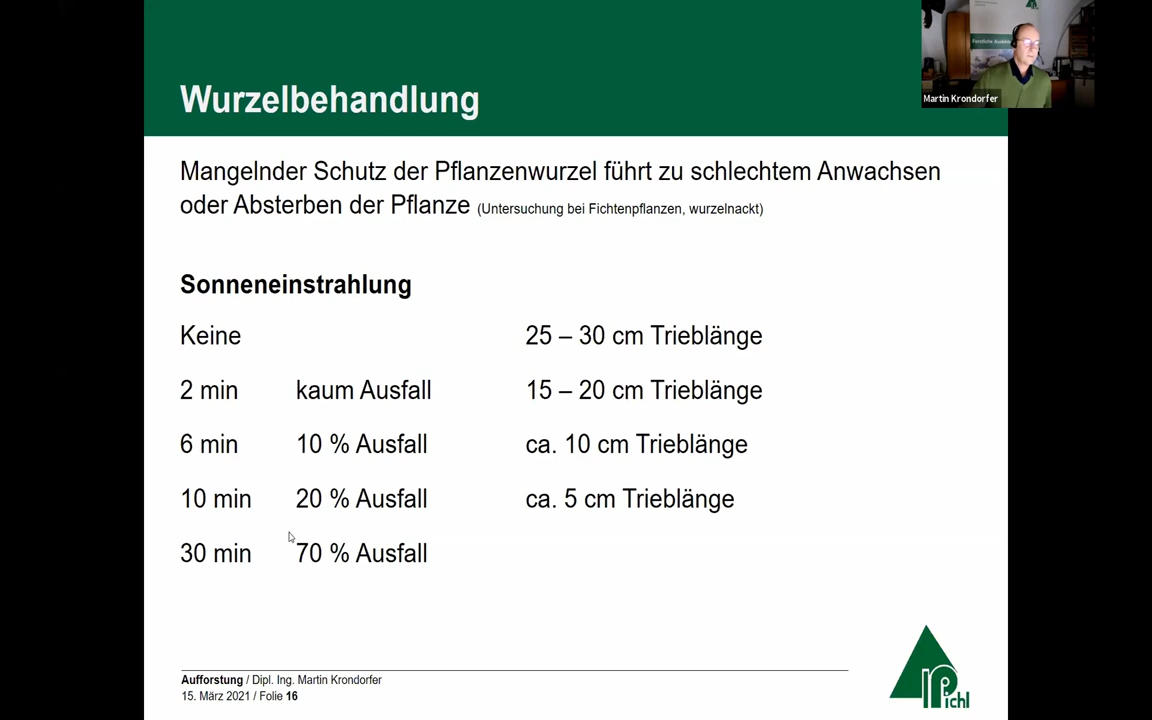 Wurzelbehandlung
Martin Krondorfer
Mangelnder Schutz der Pflanzenwurzel führt zu schlechtem Anwachsen
oder Absterben der Pflanze (Untersuchung bei Fichtenpflanzen, wurzelnackt)
Sonneneinstrahlung
Keine 25 – 30 cm Trieblänge
2 min kaum Ausfall 15 – 20 cm Trieblänge
6 min 10 % Ausfall ca. 10 cm Trieblänge
10 min 20 % Ausfall ca. 5 cm Trieblänge
30 min 70 % Ausfall
Aufforstung / Dipl. Ing. Martin Krondorfer
15. März 2021 / Folie 16
Pichl